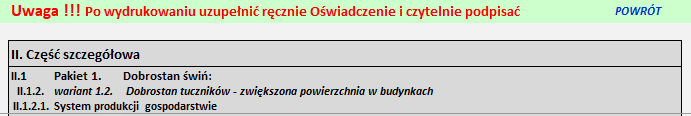 Uwaga !!! Po wydrukowaniu uzupełnić ręcznie Oświadczenie i czytelnie podpisać POWRÓT
II. Część szczegółowa
II.1 Pakiet 1. Dobrostan świń:
II.1.2. wariant 1.2. Dobrostan tuczników - zwiększona powierzchnia w budynkach
II.1.2.1. System produkcji gospodarstwie